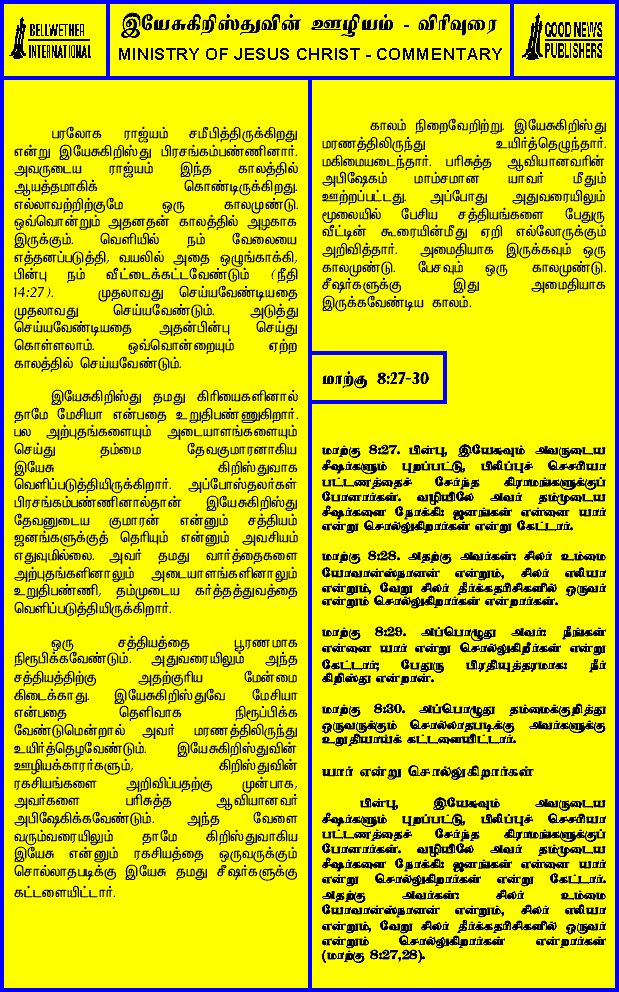 BELLWETHER
INTERNATIONAL
இயேசுகிறிஸ்துவின் ஊழியம் - விரிவுரை
MINISTRY OF JESUS CHRIST - COMMENTARY
GOOD NEWS
PUBLISHERS
பரலோக ராஜ்யம் சமீபித்திருக்கிறது
என்று இயேசுகிறிஸ்து பிரசங்கம்பண்ணினார்.
அவருடைய ராஜ்யம் இந்த காலத்தில்
ஆயத்தமாகிக் கொண்டிருக்கிறது.
எல்லாவற்றிற்குமே ஒரு காலமுண்டு.
ஒவ்வொன்றும் அதனதன் காலத்தில் அழகாக
இருக்கும். வெளியில் நம் வேலையை
எத்தனப்படுத்தி, வயலில் அதை ஒழுங்காக்கி,
பின்பு நம் வீட்டைக்கட்டவேண்டும் (நீதி
14:27). முதலாவது செய்யவேண்டியதை
முதலாவது செய்யவேண்டும். அடுத்து
செய்யவேண்டியதை அதன்பின்பு செய்து
கொள்ளலாம். ஒவ்வொன்றையும் ஏற்ற
காலத்தில் செய்யவேண்டும்.
இயேசுகிறிஸ்து தமது கிரியைகளினால்
தாமே மேசியா என்பதை உறுதிபண்ணுகிறார்.
பல அற்புதங்களையும் அடையாளங்களையும்
செய்து தம்மை தேவகுமாரனாகிய
இயேசு கிறிஸ்துவாக
வெளிப்படுத்தியிருக்கிறார். அப்போஸ்தலர்கள்
பிரசங்கம்பண்ணினால்தான் இயேசுகிறிஸ்து
தேவனுடைய குமாரன் என்னும் சத்தியம்
ஜனங்களுக்குத் தெரியும் என்னும் அவசியம்
எதுவுமில்லை. அவர் தமது வார்த்தைகளை
அற்புதங்களினாலும் அடையாளங்களினாலும்
உறுதிபண்ணி, தம்முடைய கர்த்தத்துவத்தை
வெளிப்படுத்தியிருக்கிறார்.
ஒரு சத்தியத்தை பூரணமாக
நிரூபிக்கவேண்டும். அதுவரையிலும் அந்த
சத்தியத்திற்கு அதற்குரிய மேன்மை
கிடைக்காது. இயேசுகிறிஸ்துவே மேசியா
என்பதை தெளிவாக நிரூப்பிக்க
வேண்டுமென்றால் அவர் மரணத்திலிருந்து
உயிர்த்தெழவேண்டும். இயேசுகிறிஸ்துவின்
ஊழியக்காரர்களும், கிறிஸ்துவின்
ரகசியங்களை அறிவிப்பதற்கு முன்பாக,
அவர்களை பரிசுத்த ஆவியானவர்
அபிஷேகிக்கவேண்டும். அந்த வேளை
வரும்வரையிலும் தாமே கிறிஸ்துவாகிய
இயேசு என்னும் ரகசியத்தை ஒருவருக்கும்
சொல்லாதபடிக்கு இயேசு தமது சீஷர்களுக்கு
கட்டளையிட்டார்.
காலம் நிறைவேறிற்று. இயேசுகிறிஸ்து
மரணத்திலிருந்து உயிர்த்தெழுந்தார்.
மகிமையடைந்தார். பரிசுத்த ஆவியானவரின்
அபிஷேகம் மாம்சமான யாவர் மீதும்
ஊற்றப்பட்டது. அப்போது அதுவரையிலும்
மூலையில் பேசிய சத்தியங்களை பேதுரு
வீட்டின் கூரையின்மீது ஏறி எல்லோருக்கும்
அறிவித்தார். அமைதியாக இருக்கவும் ஒரு
காலமுண்டு. பேசவும் ஒரு காலமுண்டு.
சீஷர்களுக்கு இது அமைதியாக
இருக்கவேண்டிய காலம்.
மாற்கு 8:27-30
மாற்கு 8:27. பின்பு, இயேசுவும் அவருடைய
சீஷர்களும் புறப்பட்டு, பிலிப்புச் செசரியா
பட்டணத்தைச் சேர்ந்த கிராமங்களுக்குப்
போனார்கள். வழியிலே அவர் தம்முடைய
சீஷர்களை நோக்கி: ஜனங்கள் என்னை யார்
என்று சொல்லுகிறார்கள் என்று கேட்டார்.
மாற்கு 8:28. அதற்கு அவர்கள்: சிலர் உம்மை
யோவான்ஸ்நானன் என்றும், சிலர் எலியா
என்றும், வேறு சிலர் தீர்க்கதரிசிகளில் ஒருவர்
என்றும் சொல்லுகிறார்கள் என்றார்கள்.
மாற்கு 8:29. அப்பொழுது அவர்: நீங்கள்
என்னை யார் என்று சொல்லுகிறீர்கள் என்று
கேட்டார்; பேதுரு பிரதியுத்தரமாக: நீர்
கிறிஸ்து என்றான்.
மாற்கு 8:30. அப்பொழுது தம்மைக்குறித்து
ஒருவருக்கும் சொல்லாதபடிக்கு அவர்களுக்கு
உறுதியாய்க் கட்டளையிட்டார்.
யார் என்று சொல்லுகிறார்கள்
பின்பு, இயேசுவும் அவருடைய
சீஷர்களும் புறப்பட்டு, பிலிப்புச் செசரியா
பட்டணத்தைச் சேர்ந்த கிராமங்களுக்குப்
போனார்கள். வழியிலே அவர் தம்முடைய
சீஷர்களை நோக்கி: ஜனங்கள் என்னை யார்
என்று சொல்லுகிறார்கள் என்று கேட்டார்.
அதற்கு அவர்கள்: சிலர் உம்மை
யோவான்ஸ்நானன் என்றும், சிலர் எலியா
என்றும், வேறு சிலர் தீர்க்கதரிசிகளில் ஒருவர்
என்றும் சொல்லுகிறார்கள் என்றார்கள்
(மாற்கு 8:27,28).